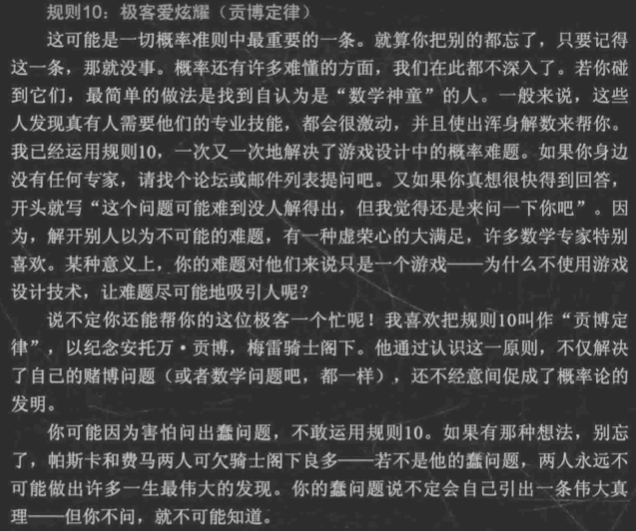 规则10：极客爱炫耀（贡博定律）
这可能是一切概率准则中最重要的一条。就算你把别的都忘了，只要记得
这一条，那就没事。概率还有许多难懂的方面，我们在此都不深入了。若你碰
到它们，最简单的做法是找到自认为是“数学神童”的人。一般来说，这些
人发现真有人需要他们的专业技能，都会很激动，并且使出浑身解数来帮你。
我已经运用规则10，一次又一次地解决了游戏设计中的概率难题。如果你身边
没有任何专家，请找个论坛或邮件列表提问吧。又如果你真想很快得到回答，
开头就写“这个问题可能难到没人解得出，但我觉得还是来问一下你吧”。因
为，解开别人以为不可能的难题，有一种虚荣心的大满足，许多数学专家特别
喜欢。某种意义上，你的难题对他们来说只是一个游戏——为什么不使用游戏
设计技术，让难题尽可能地吸引人呢？
说不定你还能帮你的这位极客一个忙呢！我喜欢把规则10叫作“贡博定
律”，以纪念安托万·贡博，梅雷骑士阁下。他通过认识这一原则，不仅解决
了自己的赌博问题（或者数学问题吧，都一样），还不经意间促成了概率论的
发明。
你可能因为害怕问出蠢问题，不敢运用规则10。如果有那种想法，别忘
了，帕斯卡和费马两人可欠骑士阁下良多——若不是他的蠢问题，两人永远不
可能做出许多一生最伟大的发现。你的蠢问题说不定会自己引出一条伟大真
理——但你不问，就不可能知道。